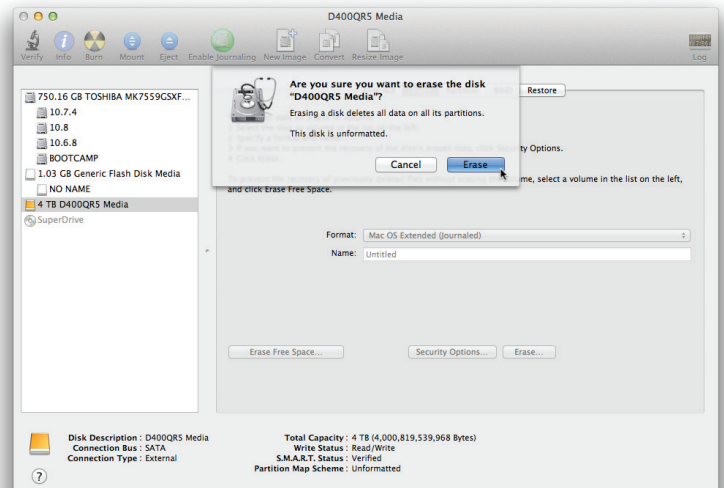 D400QR5 Media
Verify Info Burn Mount Eject Enable Journaling New Image Convert Resize Image Log
Are you sure you want to erase the disk
"D400QR5 Media"?
Erasing a disk deletes all data on all its partitions.
This disk is unformatted.
Cancel Erase
RAID Restore
750.16 GB TOSHIBA MK7559GSXF...
10.7.4
10.8
10.6.8
BOOTCAMP
1.03 GB Generic Flash Disk Media
NO NAME
4 TB D400QR5 Media
SuperDrive
ty Options.
me, select a volume in the list on the left,
and click Erase Free Space.
Format: Mac OS Extended (Journaled)
Name: Untitled
Erase Free Space... Security Options... Erase...
Disk Description : D400QR5 Media
Connection Bus : SATA
Connection Type : External
Total Capacity : 4 TB (4,000,819,539,968 Bytes)
Write Status : Read/Write
S.M.A.R.T. Status : Verified
Partition Map Scheme : Unformatted
?